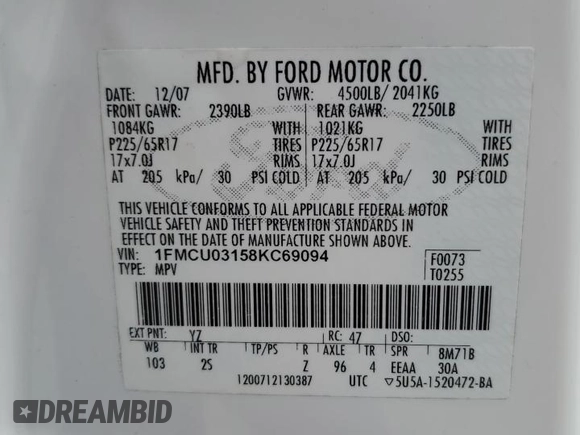 MFD. BY FORD MOTOR CO.
DATE: 12/07 GVWR: 4500LB/ 2041KG
FRONT GAWR: 2390LB REAR GAWR: 2250LB
1084KG WITH 1021KG WITH
P225/65R17 TIRES P225/65R17 TIRES
17x7.0J RIMS 17x7.0J RIMS
AT 205 kPa/ 30 PSI COLD AT 205 kPa/ 30 PSI COLD
THIS VEHICLE CONFORMS TO ALL APPLICABLE FEDERAL MOTOR
VEHICLE SAFETY AND THEFT PREVENTION STANDARDS IN
EFFECT ON THE DATE OF MANUFACTURE SHOWN ABOVE.
VIN: 1FMCU03158KC69094 F0073
TYPE: MPV T0255
EXT PNT: YZ RC: 47 DSO:
WB INT TR TP/PS R AXLE TR SPR 8M71B
103 2S Z 96 4 EEAA 30A
1200712130387 UTC ▽5U5A-1520472-BA
Ford
DREAMBID